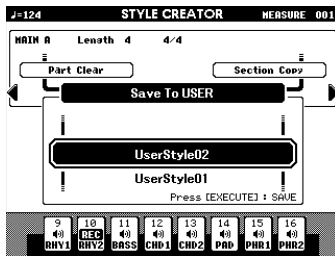 ♩=124 STYLE CREATOR MEASURE 001
MAIN A Length 4 4/4
Part Clear Section Copy
Save To USER
UserStyle02
UserStyle01
Press [EXECUTE] : SAVE
9 10 11 12 13 14 15 16
REC
RHY1 RHY2 BASS CHD1 CHD2 PAD PHR1 PHR2